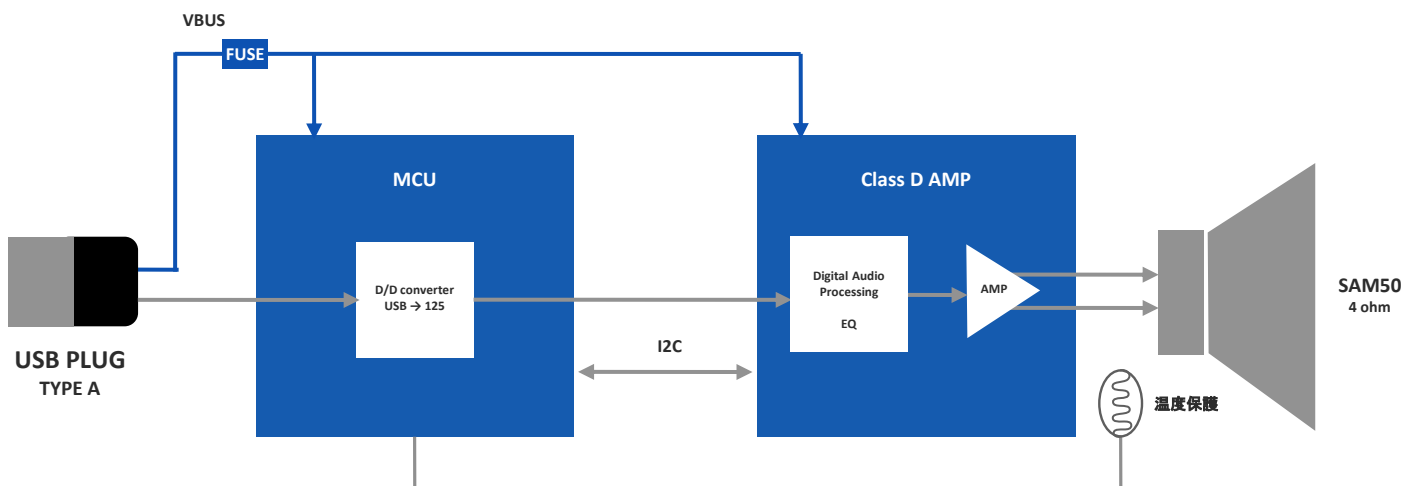 VBUS
FUSE
MCU
Class D AMP
D/D converter
USB → 125
Digital Audio
Processing
EQ
AMP
SAM50
4 ohm
I2C
USB PLUG
TYPE A
温度保護